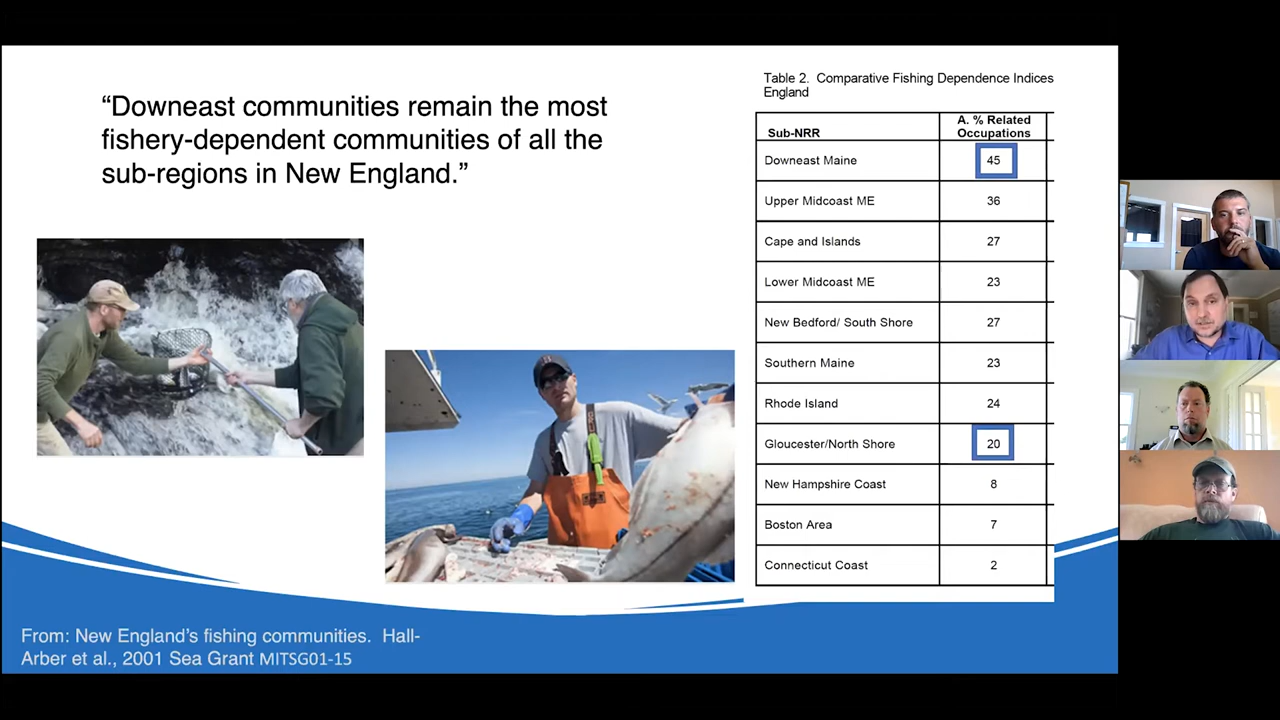 “Downeast communities remain the most
fishery-dependent communities of all the
sub-regions in New England.”
Table 2. Comparative Fishing Dependence Indices
England
Sub-NRR
A. % Related
Occupations
Downeast Maine 45
Upper Midcoast ME 36
Cape and Islands 27
Lower Midcoast ME 23
New Bedford/ South Shore 27
Southern Maine 23
Rhode Island 24
Gloucester/North Shore 20
New Hampshire Coast 8
Boston Area 7
Connecticut Coast 2
From: New England’s fishing communities. Hall-
Arber et al., 2001 Sea Grant MITSG01-15